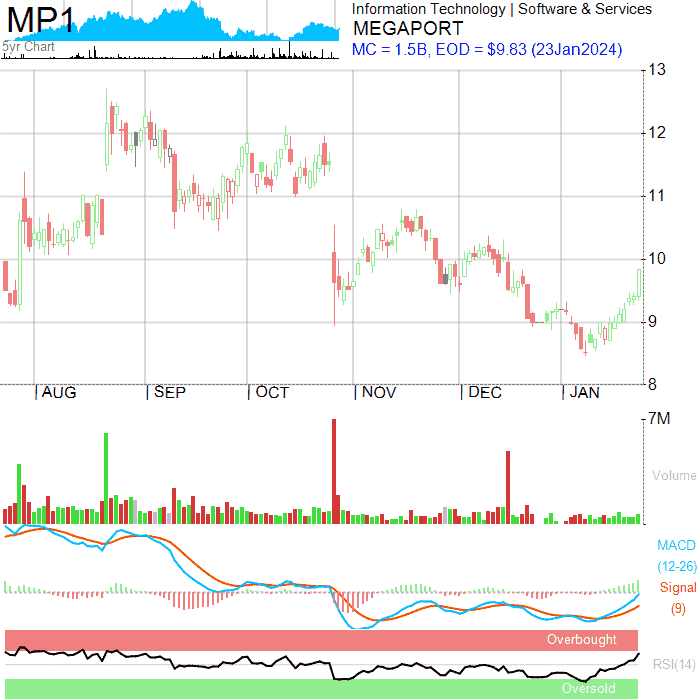 MP1
5yr Chart
Information Technology | Software & Services
MEGAPORT
MC = 1.5B, EOD = $9.83 (23Jan2024)
13
12
11
10
9
8
AUG
SEP
OCT
NOV
DEC
JAN
7M
Volume
MACD
(12-26)
Signal
(9)
Overbought
RSI(14)
Oversold